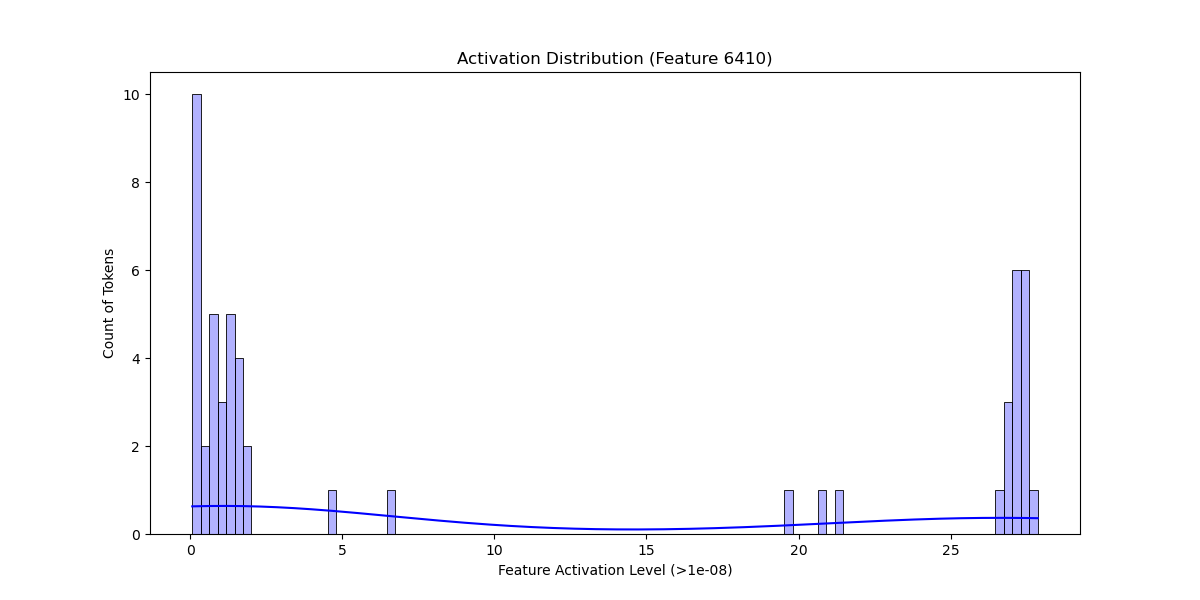 Activation Distribution (Feature 6410)
10
8
6
4
2
0
Count of Tokens
0 5 10 15 20 25
Feature Activation Level (>1e-08)